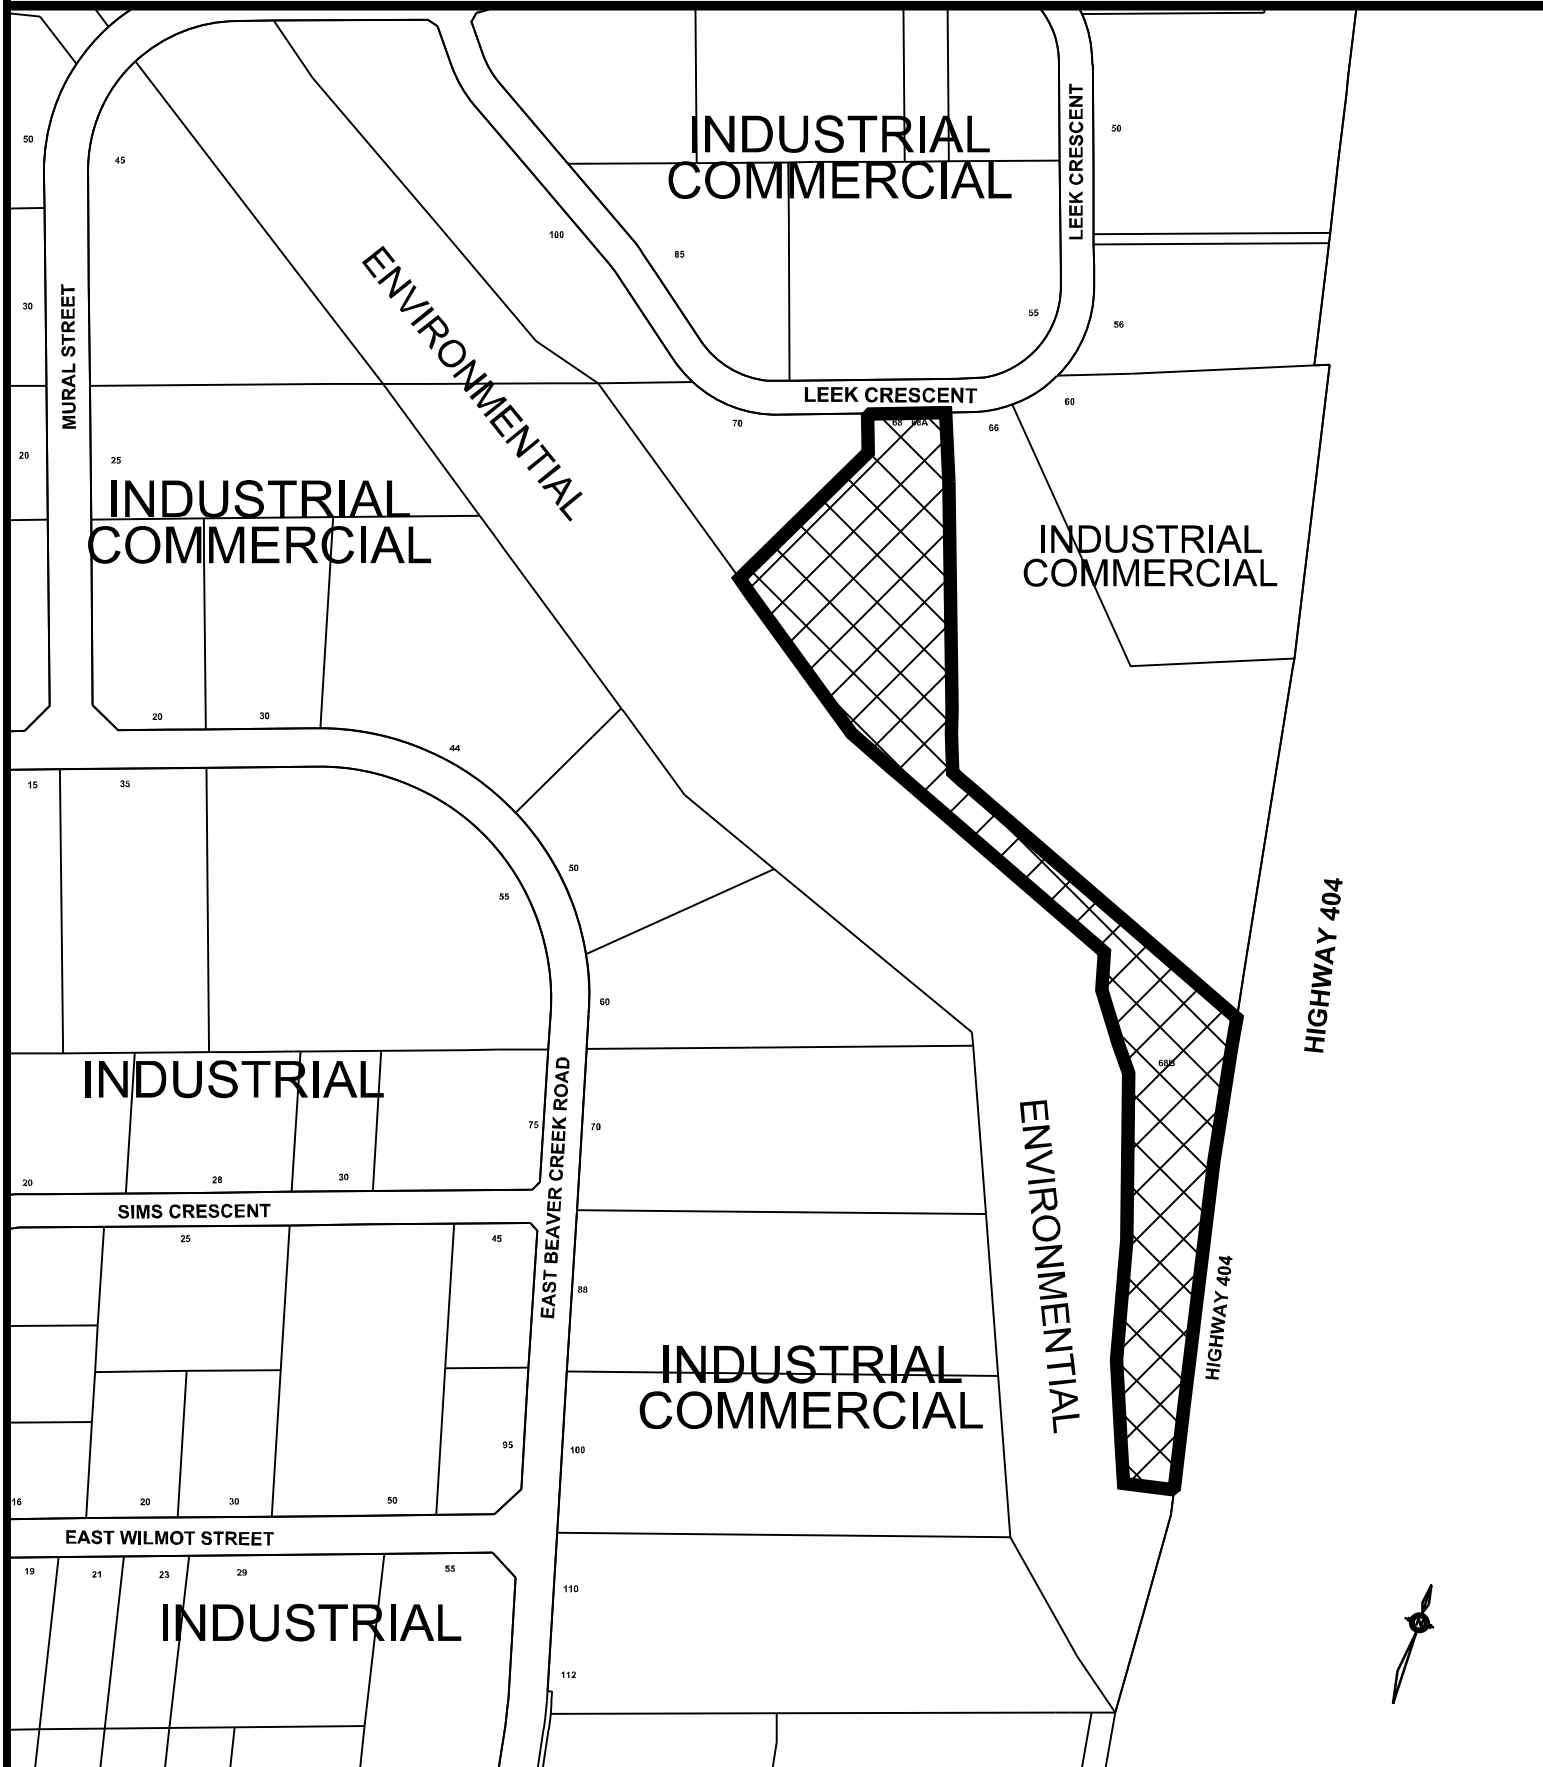 50
45
INDUSTRIAL
COMMERCIAL
LEEK CRESCENT
50
100
85
ENVIRONMENTAL
30
MURAL STREET
55
56
LEEK CRESCENT
60
70
68 68A
66
20
25
INDUSTRIAL
COMMERCIAL
INDUSTRIAL
COMMERCIAL
20
30
44
15
35
50
55
HIGHWAY 404
60
INDUSTRIAL
68B
EAST BEAVER CREEK ROAD
75
70
ENVIRONMENTAL
20
28
30
SIMS CRESCENT
25
45
88
HIGHWAY 404
INDUSTRIAL
COMMERCIAL
95
100
16
20
30
50
EAST WILMOT STREET
19
21
23
29
55
110
INDUSTRIAL
112
N